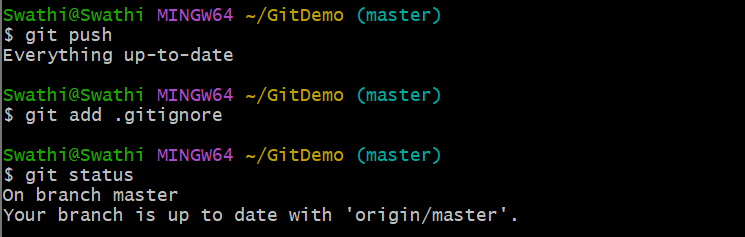 Swathi@Swathi MINGW64 ~/GitDemo (master)
$ git push
Everything up-to-date
Swathi@Swathi MINGW64 ~/GitDemo (master)
$ git add .gitignore
Swathi@Swathi MINGW64 ~/GitDemo (master)
$ git status
On branch master
Your branch is up to date with 'origin/master'.